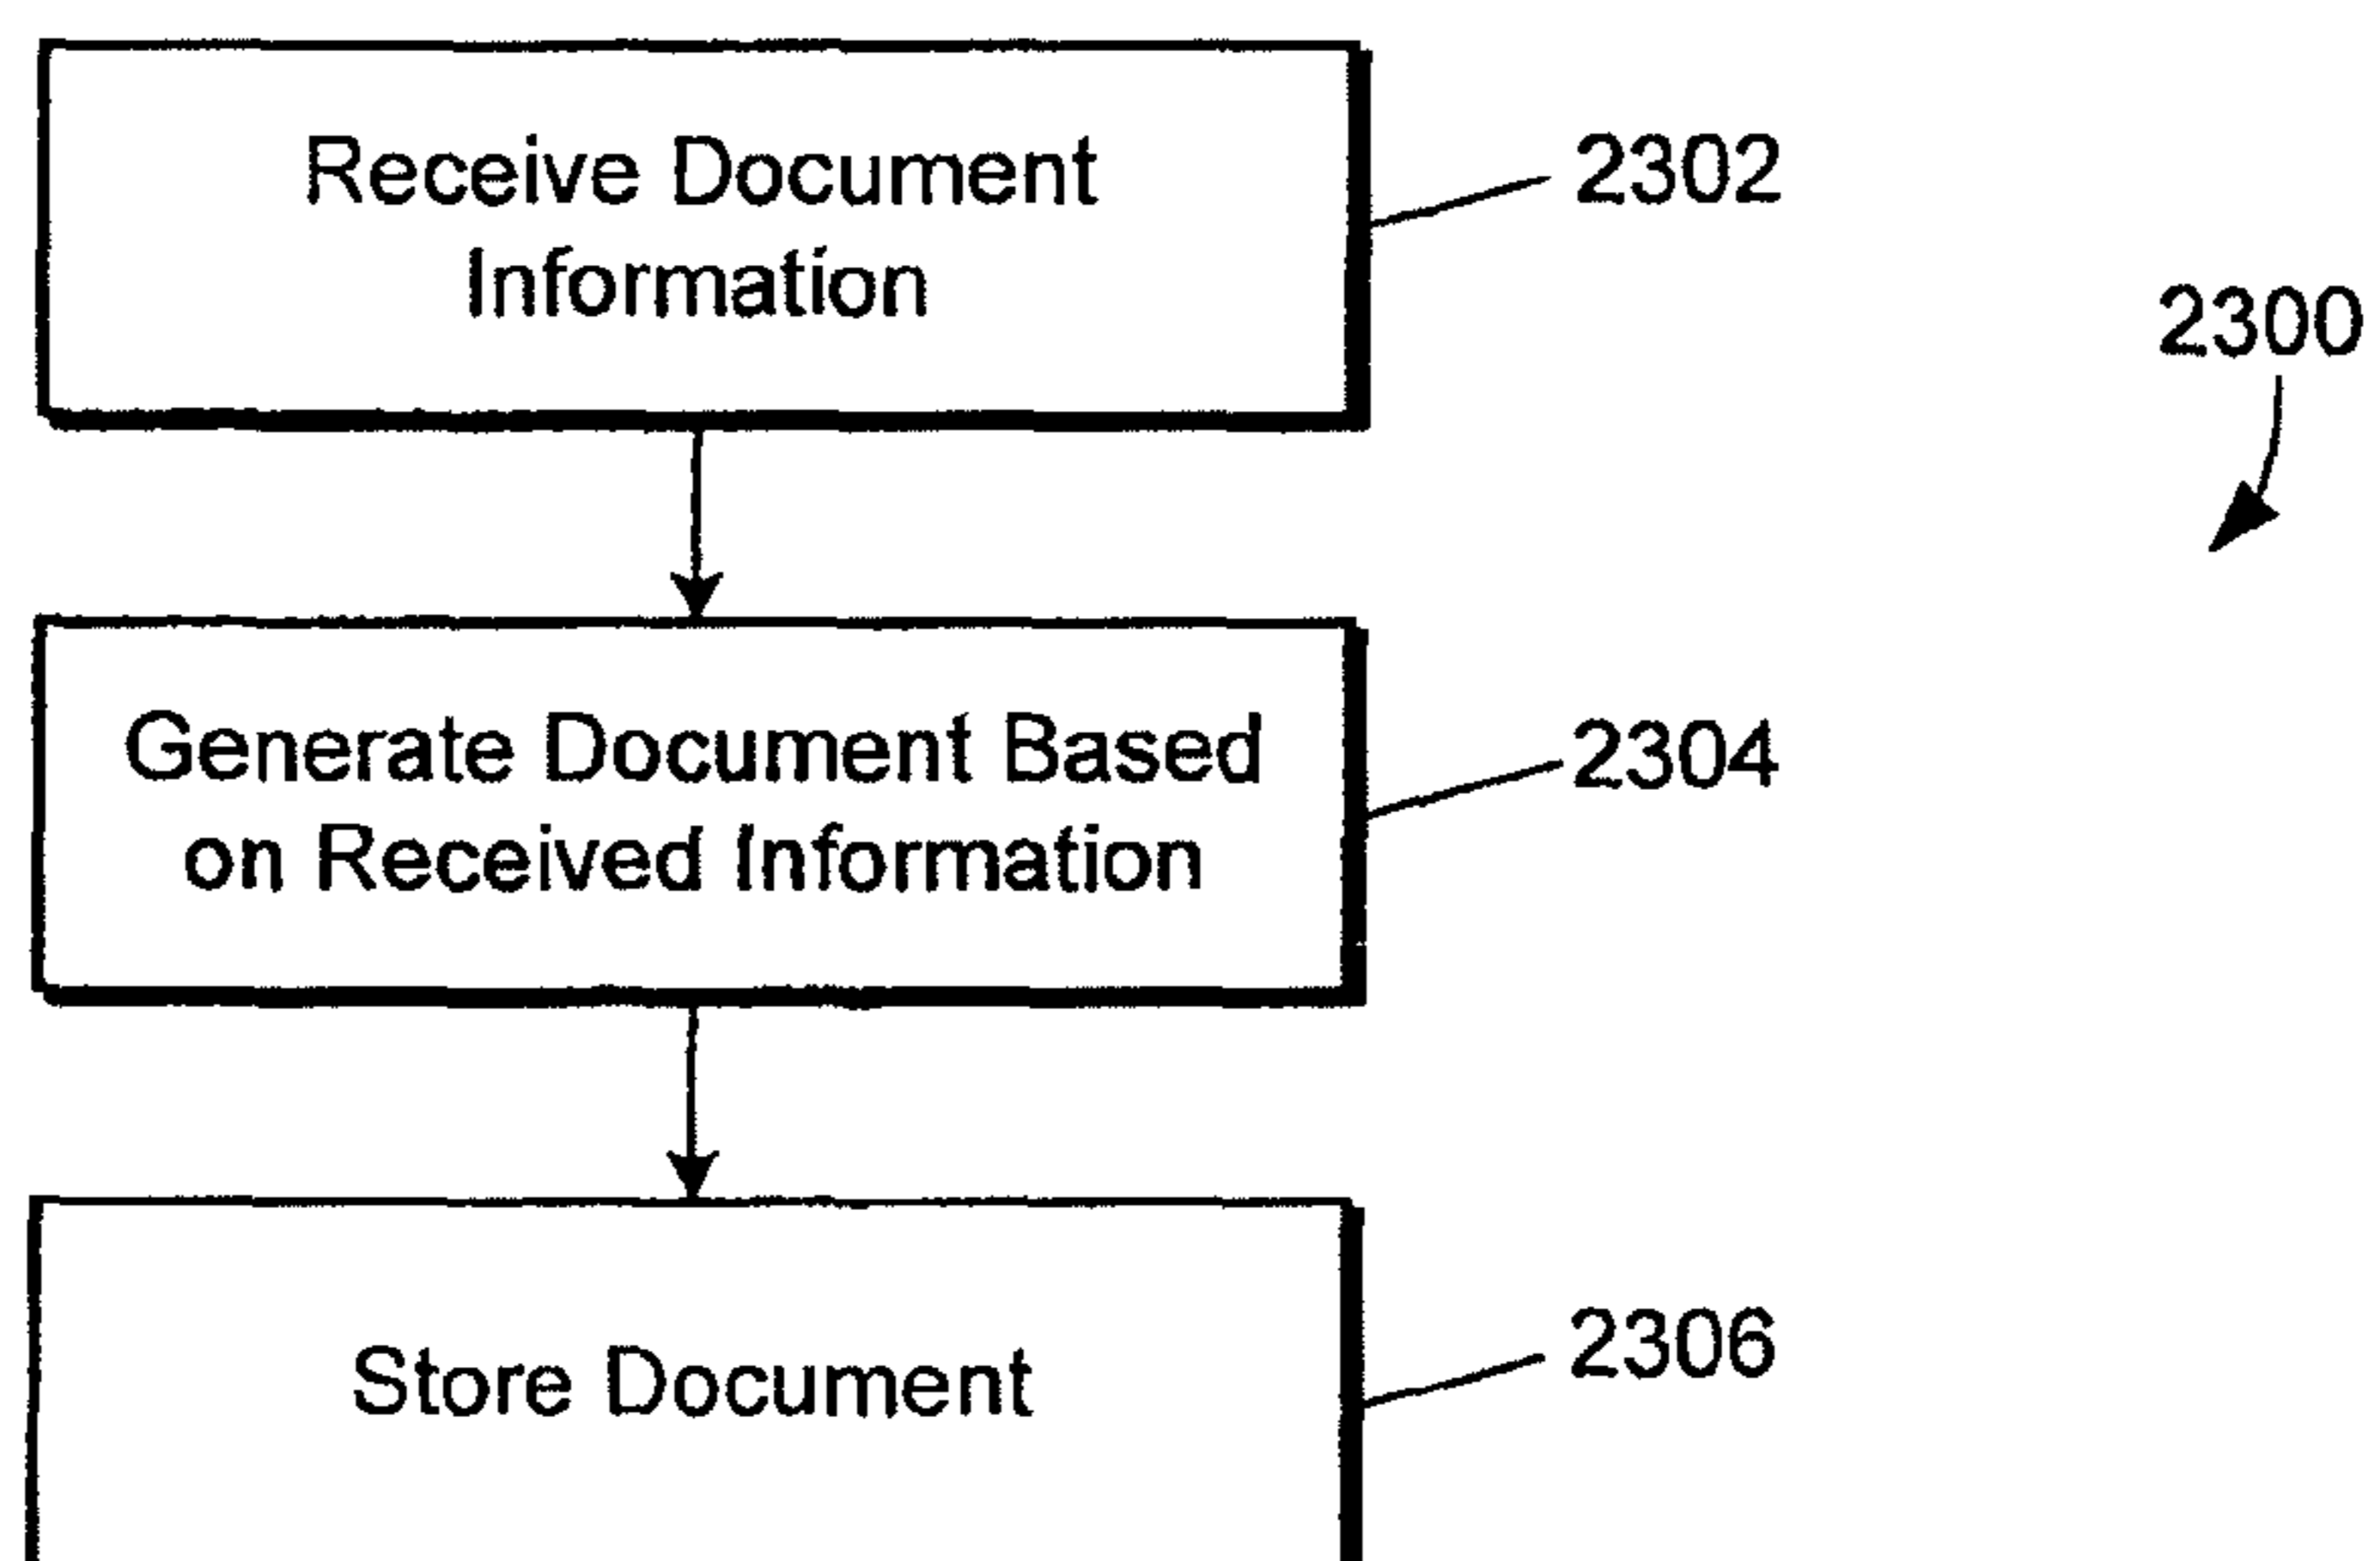 Receive Document
Information
2302
2300
Generate Document Based
on Received Information
2304
Store Document
2306